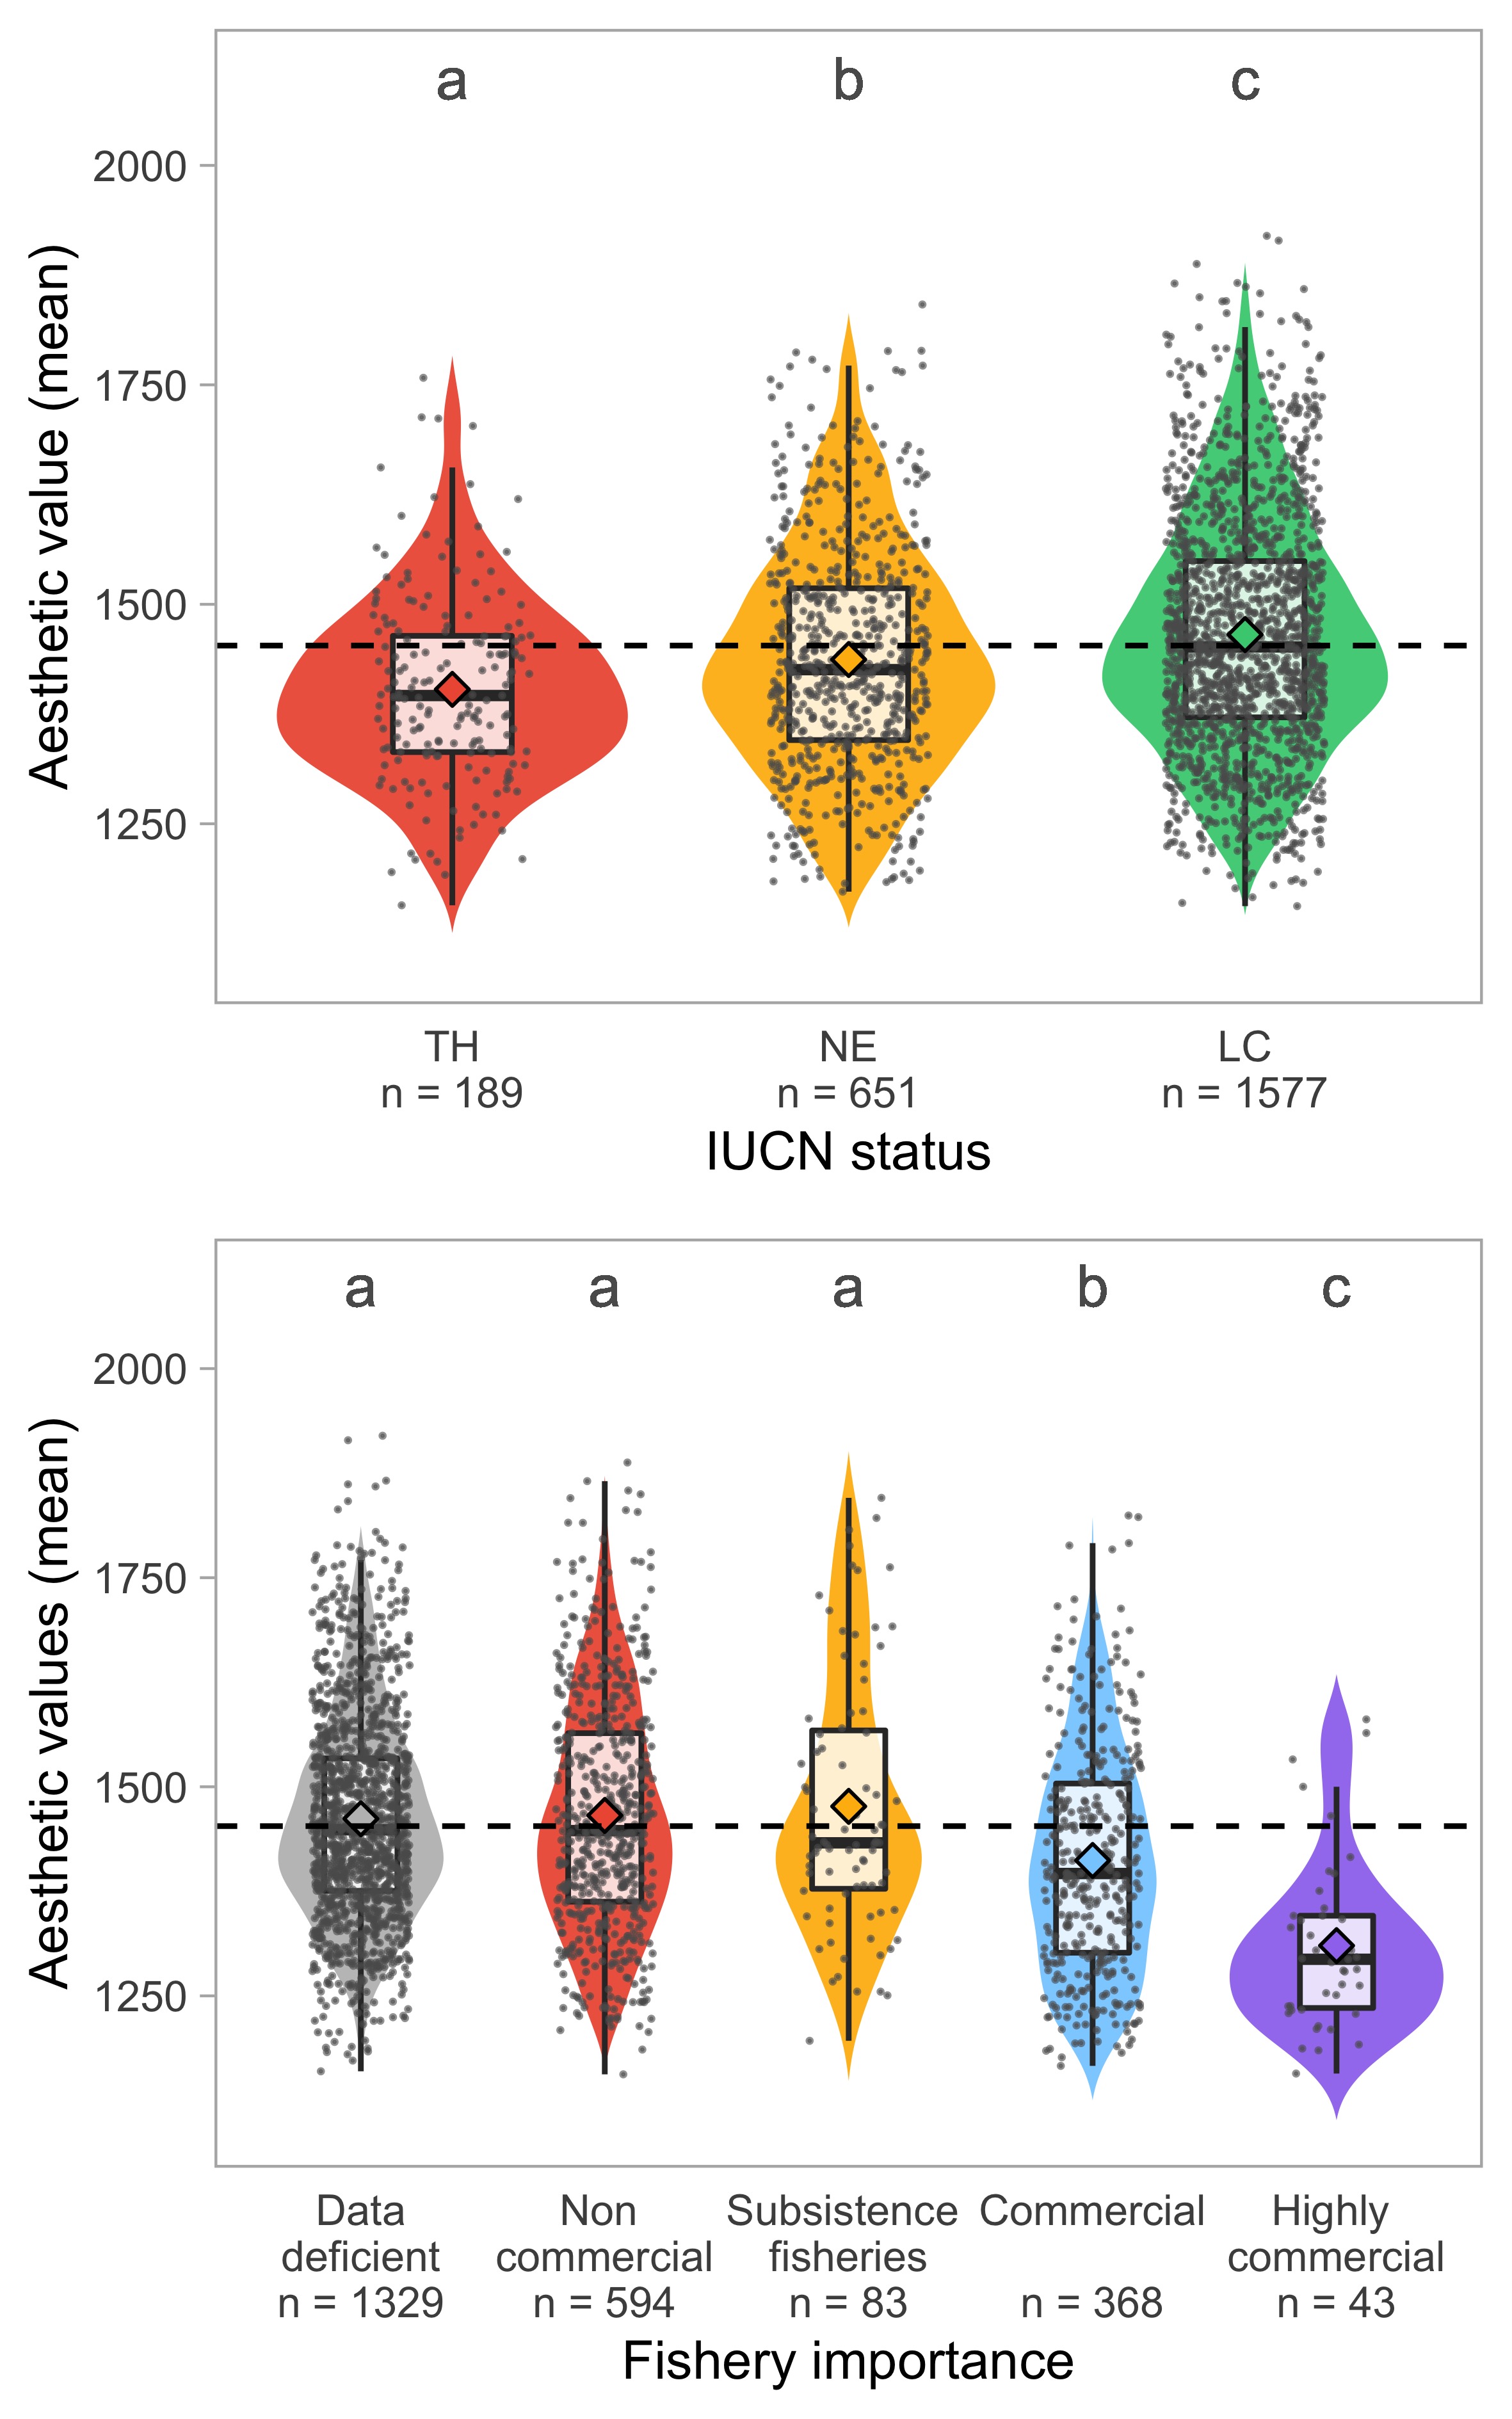 a b c
2000
1750
1500
1250
Aesthetic value (mean)
TH NE LC
n = 189 n = 651 n = 1577
IUCN status
a a a b c
2000
1750
1500
1250
Aesthetic values (mean)
Data Non Subsistence Commercial Highly
deficient commercial fisheries commercial
n = 1329 n = 594 n = 83 n = 368 n = 43
Fishery importance